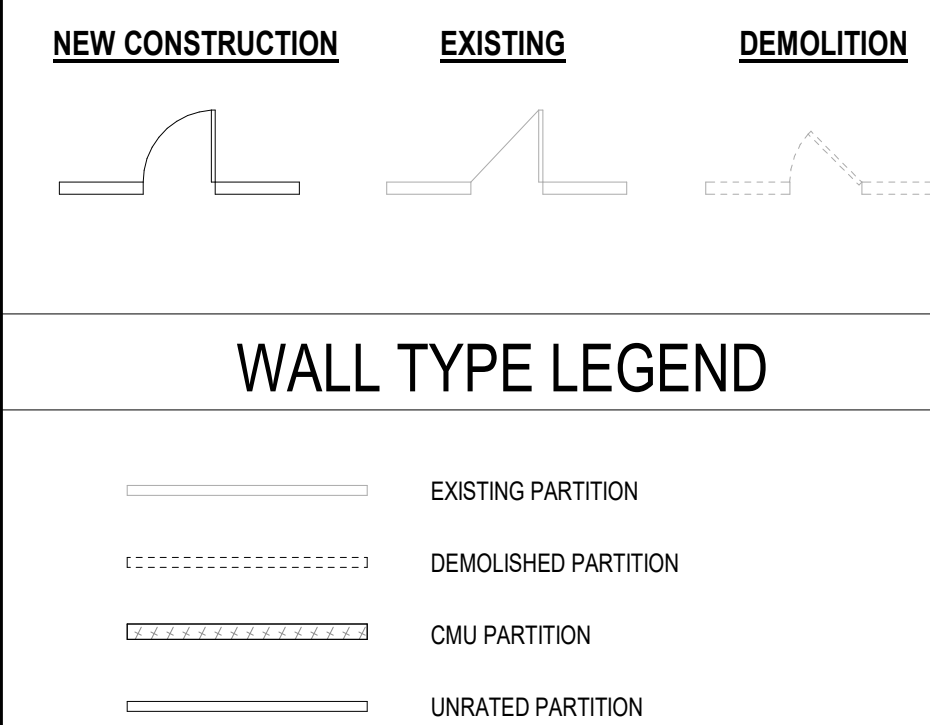 NEW CONSTRUCTION EXISTING DEMOLITION
WALL TYPE LEGEND
EXISTING PARTITION
DEMOLISHED PARTITION
CMU PARTITION
UNRATED PARTITION